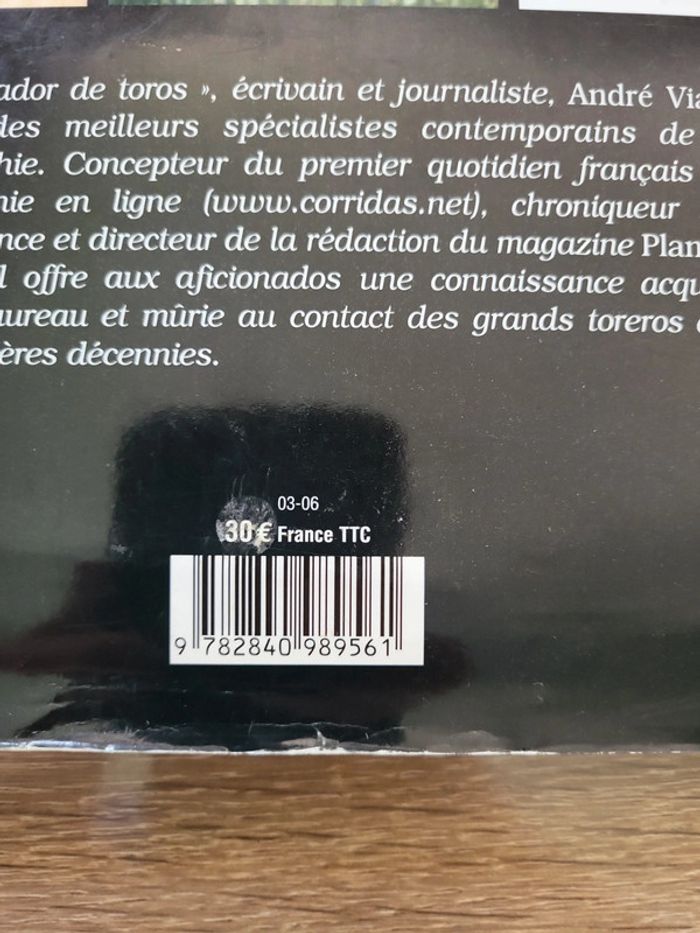 ador de toros », écrivain et journaliste, André Via
des meilleurs spécialistes contemporains de
hie. Concepteur du premier quotidien français
nie en ligne (www.corridas.net), chroniqueur
nce et directeur de la rédaction du magazine Plan
l offre aux aficionados une connaissance acqu
ureau et mûrie au contact des grands toreros
ères décennies.
03-06
30 € France TTC
9 782840 989561